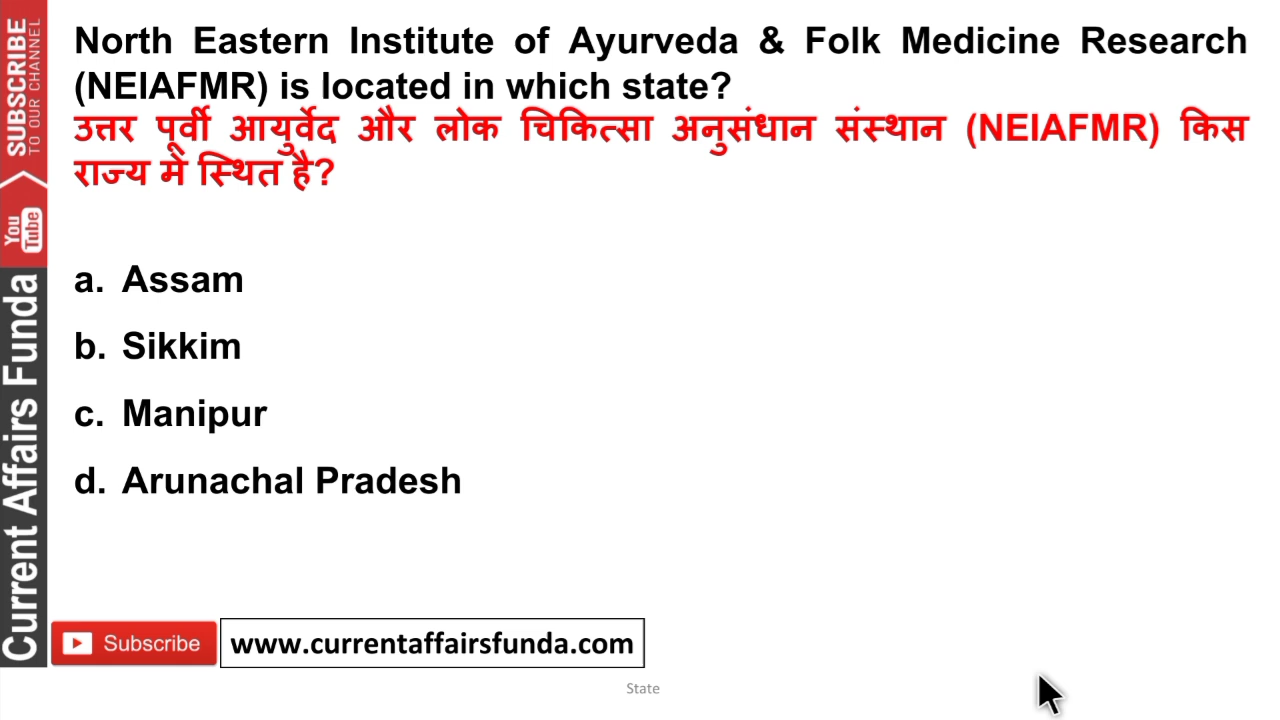 North Eastern Institute of Ayurveda & Folk Medicine Research
(NEIAFMR) is located in which state?
उत्तर पूर्वी आयुर्वेद और लोक चिकित्सा अनुसंधान संस्थान (NEIAFMR) किस
राज्य में स्थित है?
a. Assam
b. Sikkim
c. Manipur
d. Arunachal Pradesh
SUBSCRIBE
TO OUR CHANNEL
You
Tube
Current Affairs Funda
Subscribe
www.currentaffairsfunda.com
State